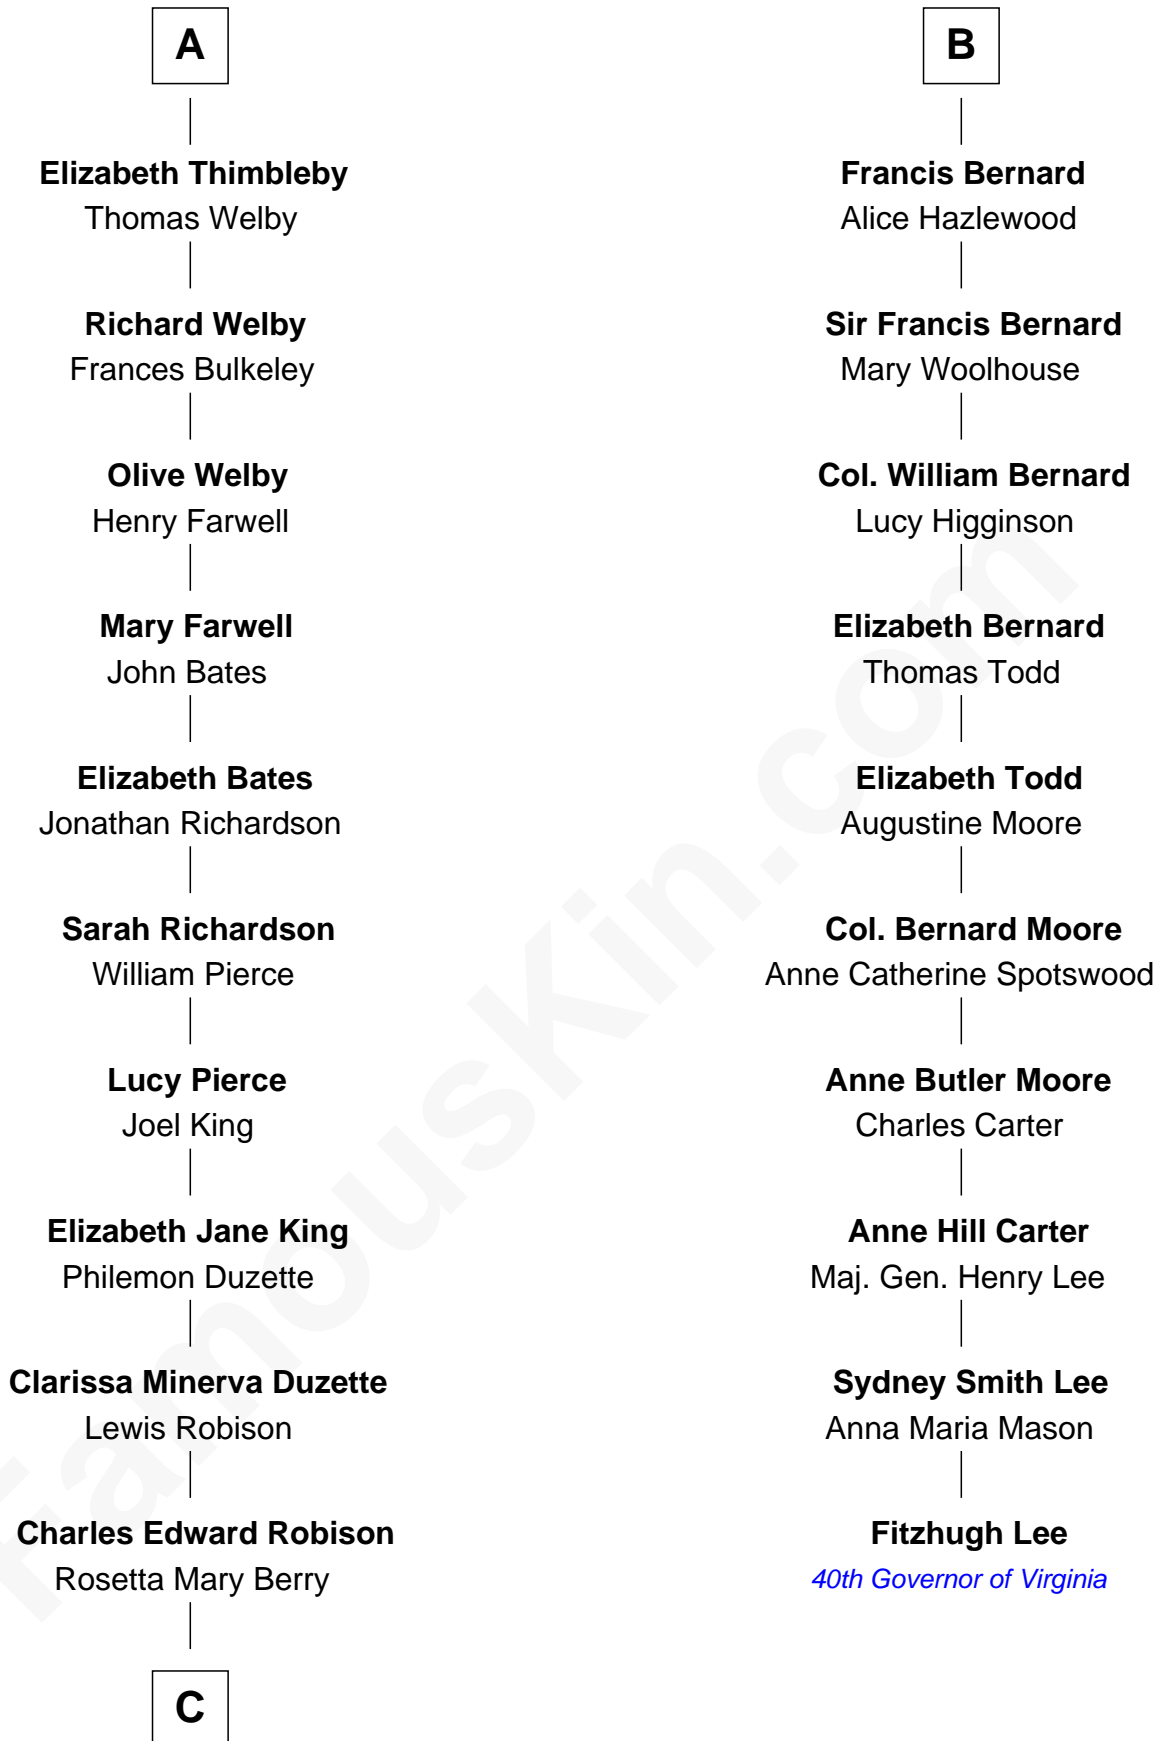 A
Elizabeth Thimbleby
Thomas Welby
Richard Welby
Frances Bulkeley
Olive Welby
Henry Farwell
Mary Farwell
John Bates
Elizabeth Bates
Jonathan Richardson
Sarah Richardson
William Pierce
Lucy Pierce
Joel King
Elizabeth Jane King
Philemon Duzette
Clarissa Minerva Duzette
Lewis Robison
Charles Edward Robison
Rosetta Mary Berry
C
B
Francis Bernard
Alice Hazlewood
Sir Francis Bernard
Mary Woolhouse
Col. William Bernard
Lucy Higginson
Elizabeth Bernard
Thomas Todd
Elizabeth Todd
Augustine Moore
Col. Bernard Moore
Anne Catherine Spotswood
Anne Butler Moore
Charles Carter
Anne Hill Carter
Maj. Gen. Henry Lee
Sydney Smith Lee
Anna Maria Mason
Fitzhugh Lee
40th Governor of Virginia
FamousKin.com